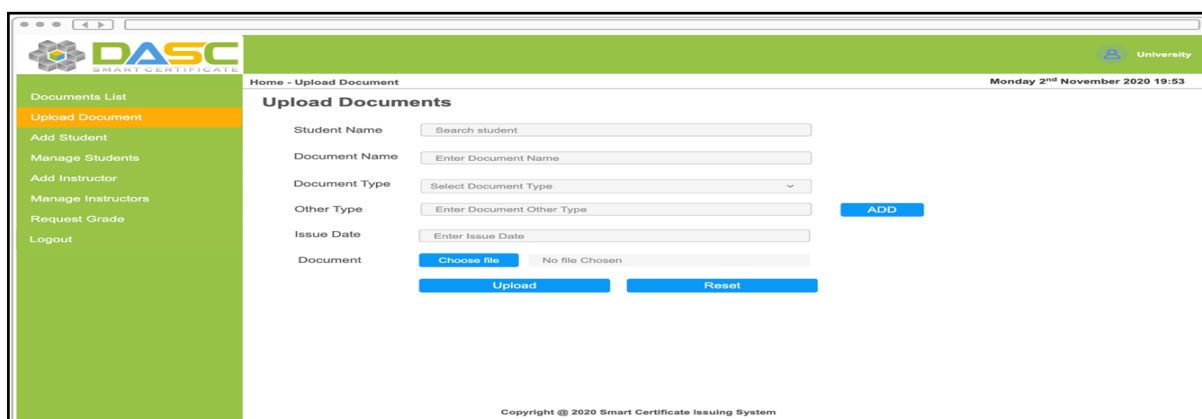 DASC
SMART CERTIFICATE
University
Home - Upload Document
Monday 2nd November 2020 19:53
Documents List
Upload Document
Add Student
Manage Students
Add Instructor
Manage Instructors
Request Grade
Logout
Upload Documents
Student Name
Search student
Document Name
Enter Document Name
Document Type
Select Document Type
Other Type
Enter Document Other Type
ADD
Issue Date
Enter Issue Date
Document
Choose file
No file Chosen
Upload
Reset
Copyright @ 2020 Smart Certificate Issuing System